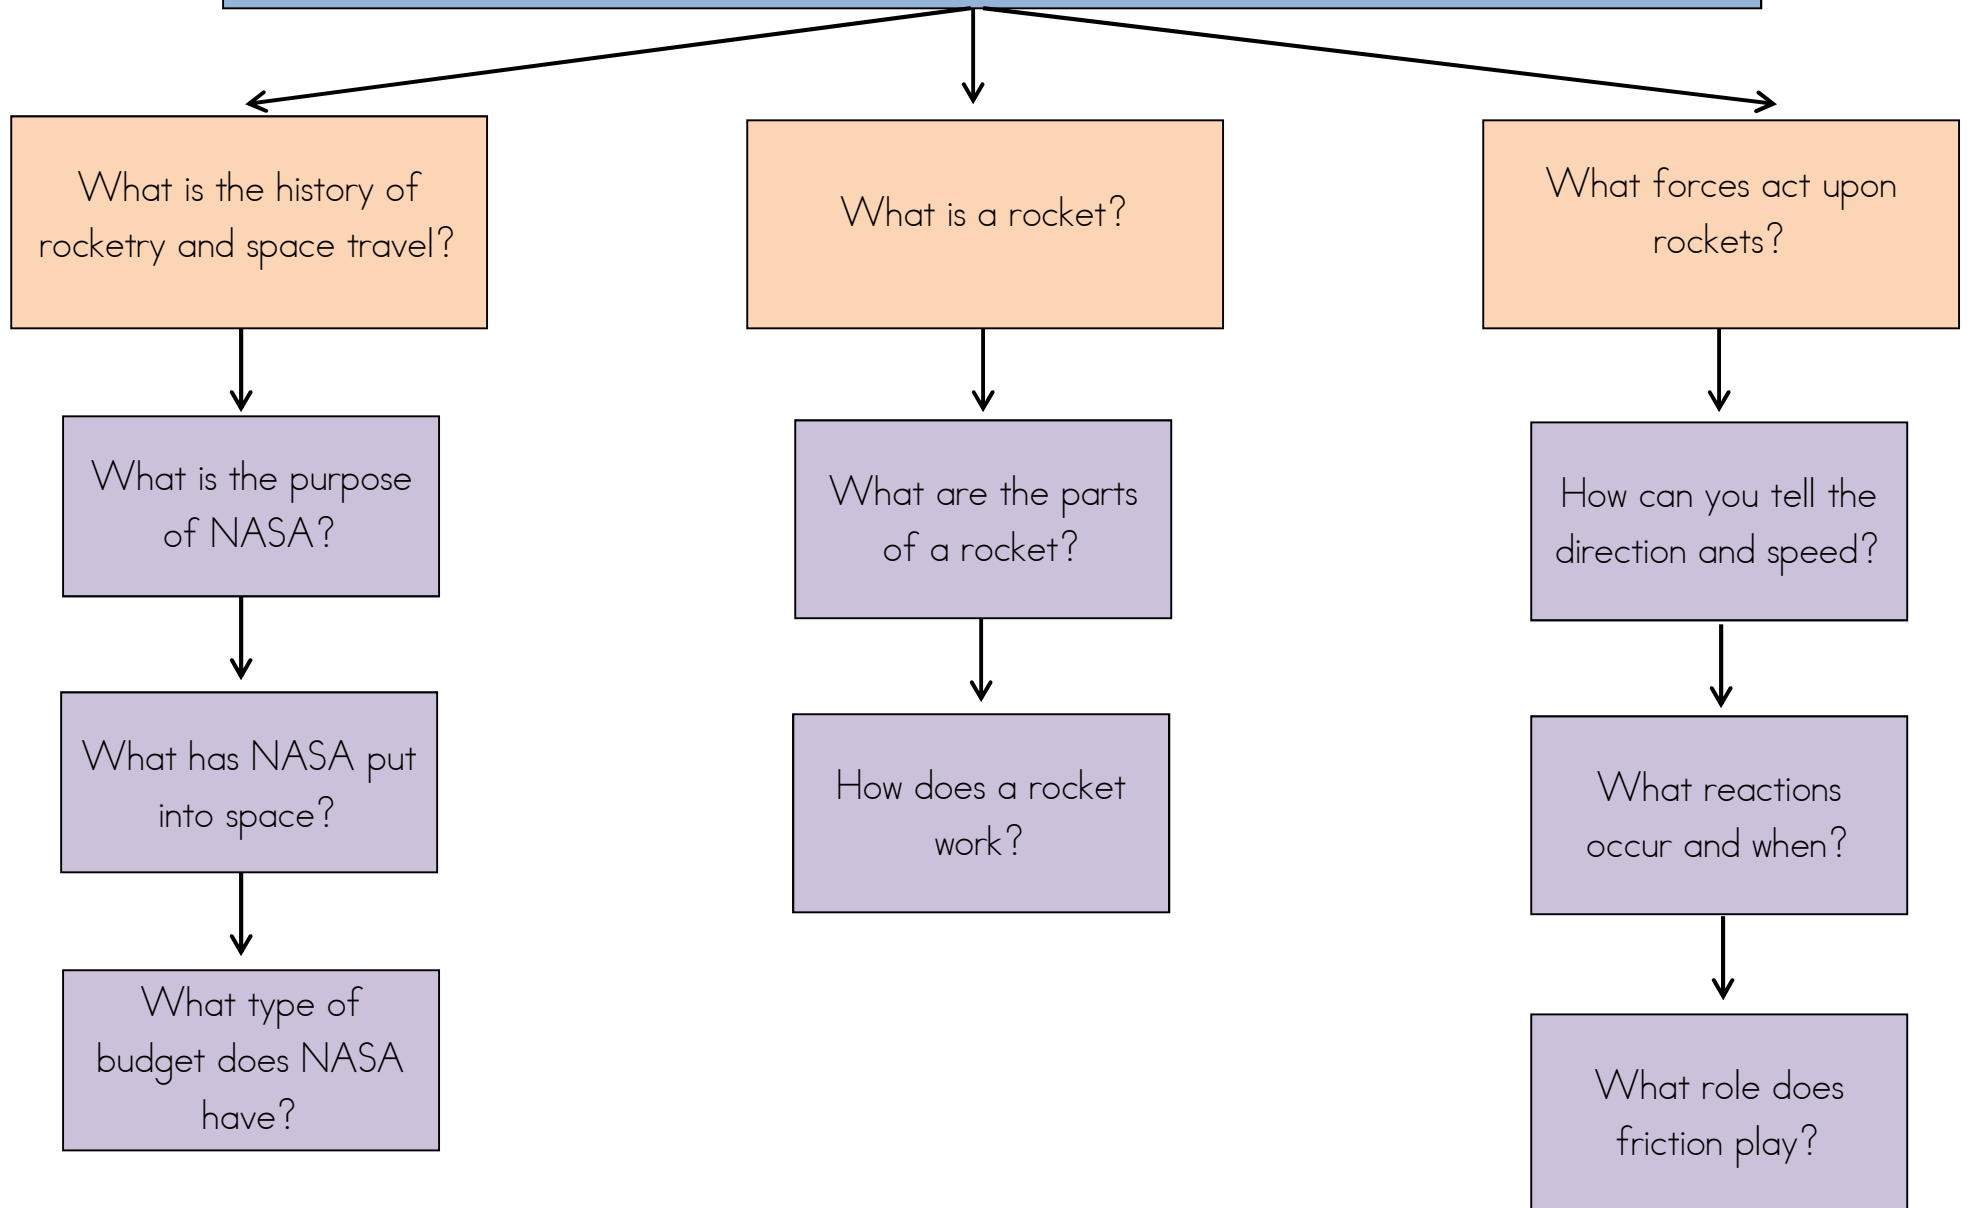 What is the history of
rocketry and space travel?
What is the purpose
of NASA?
What has NASA put
into space?
What type of
budget does NASA
have?
What is a rocket?
What are the parts
of a rocket?
How does a rocket
work?
What forces act upon
rockets?
How can you tell the
direction and speed?
What reactions
occur and when?
What role does
friction play?